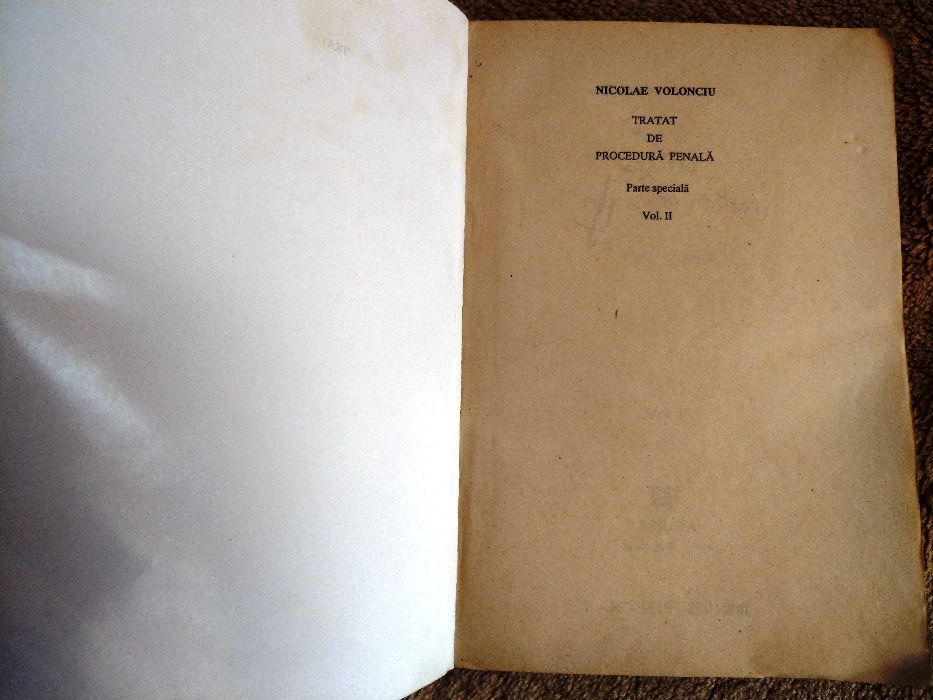 NICOLAE VOLONCIU
TRATAT
DE
PROCEDURĂ PENALĂ
Parte specială
Vol. II